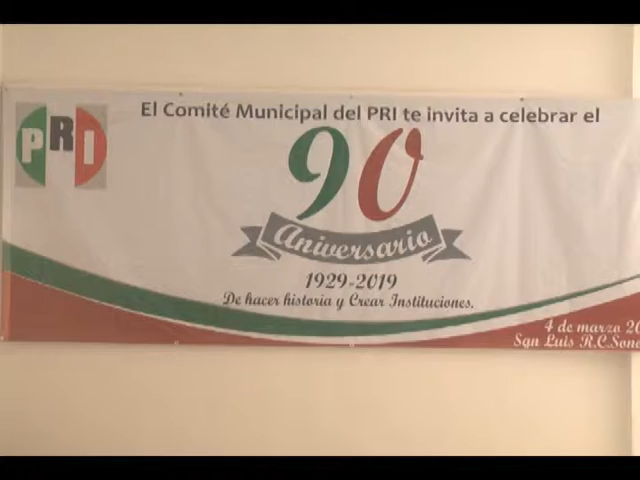 PRI
El Comité Municipal del PRI te invita a celebrar el
90
Aniversario
1929-2019
De hacer historia y Crear Instituciones.
4 de marzo 20
San Luis R.C. Sono